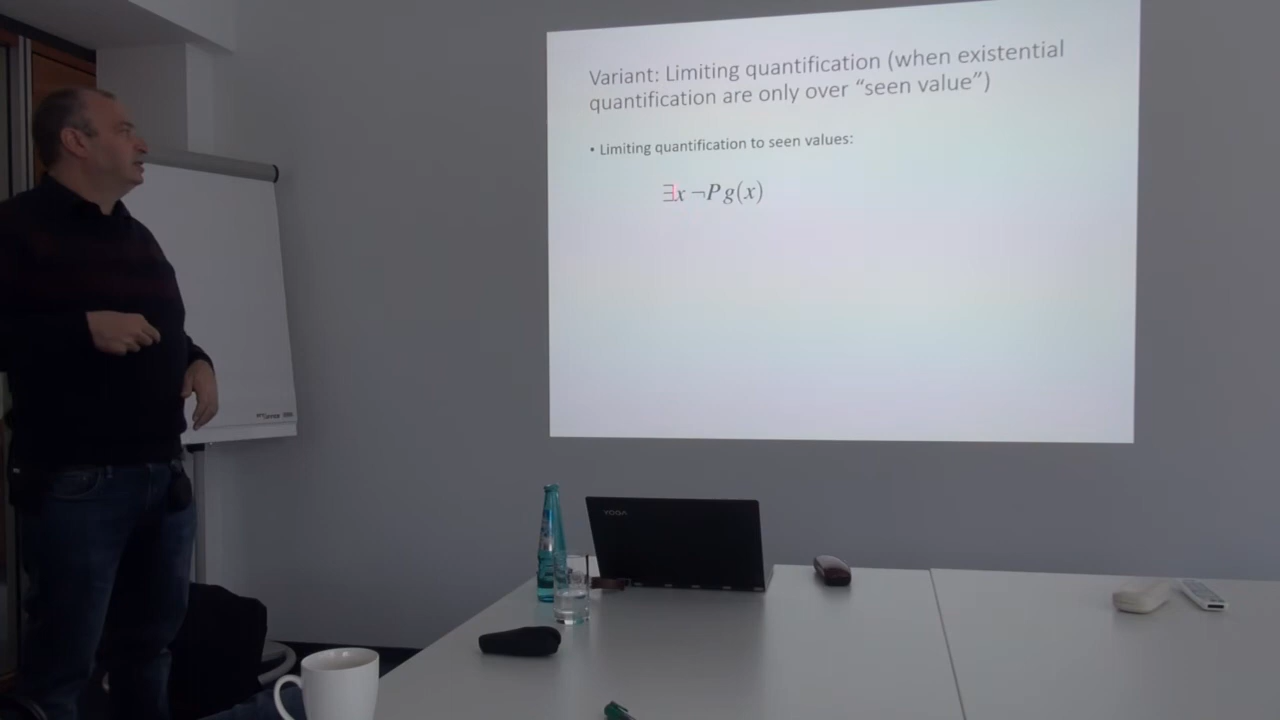 Variant: Limiting quantification (when existential
quantification are only over “seen value”)
• Limiting quantification to seen values:
∃x ¬P g(x)
YOGA